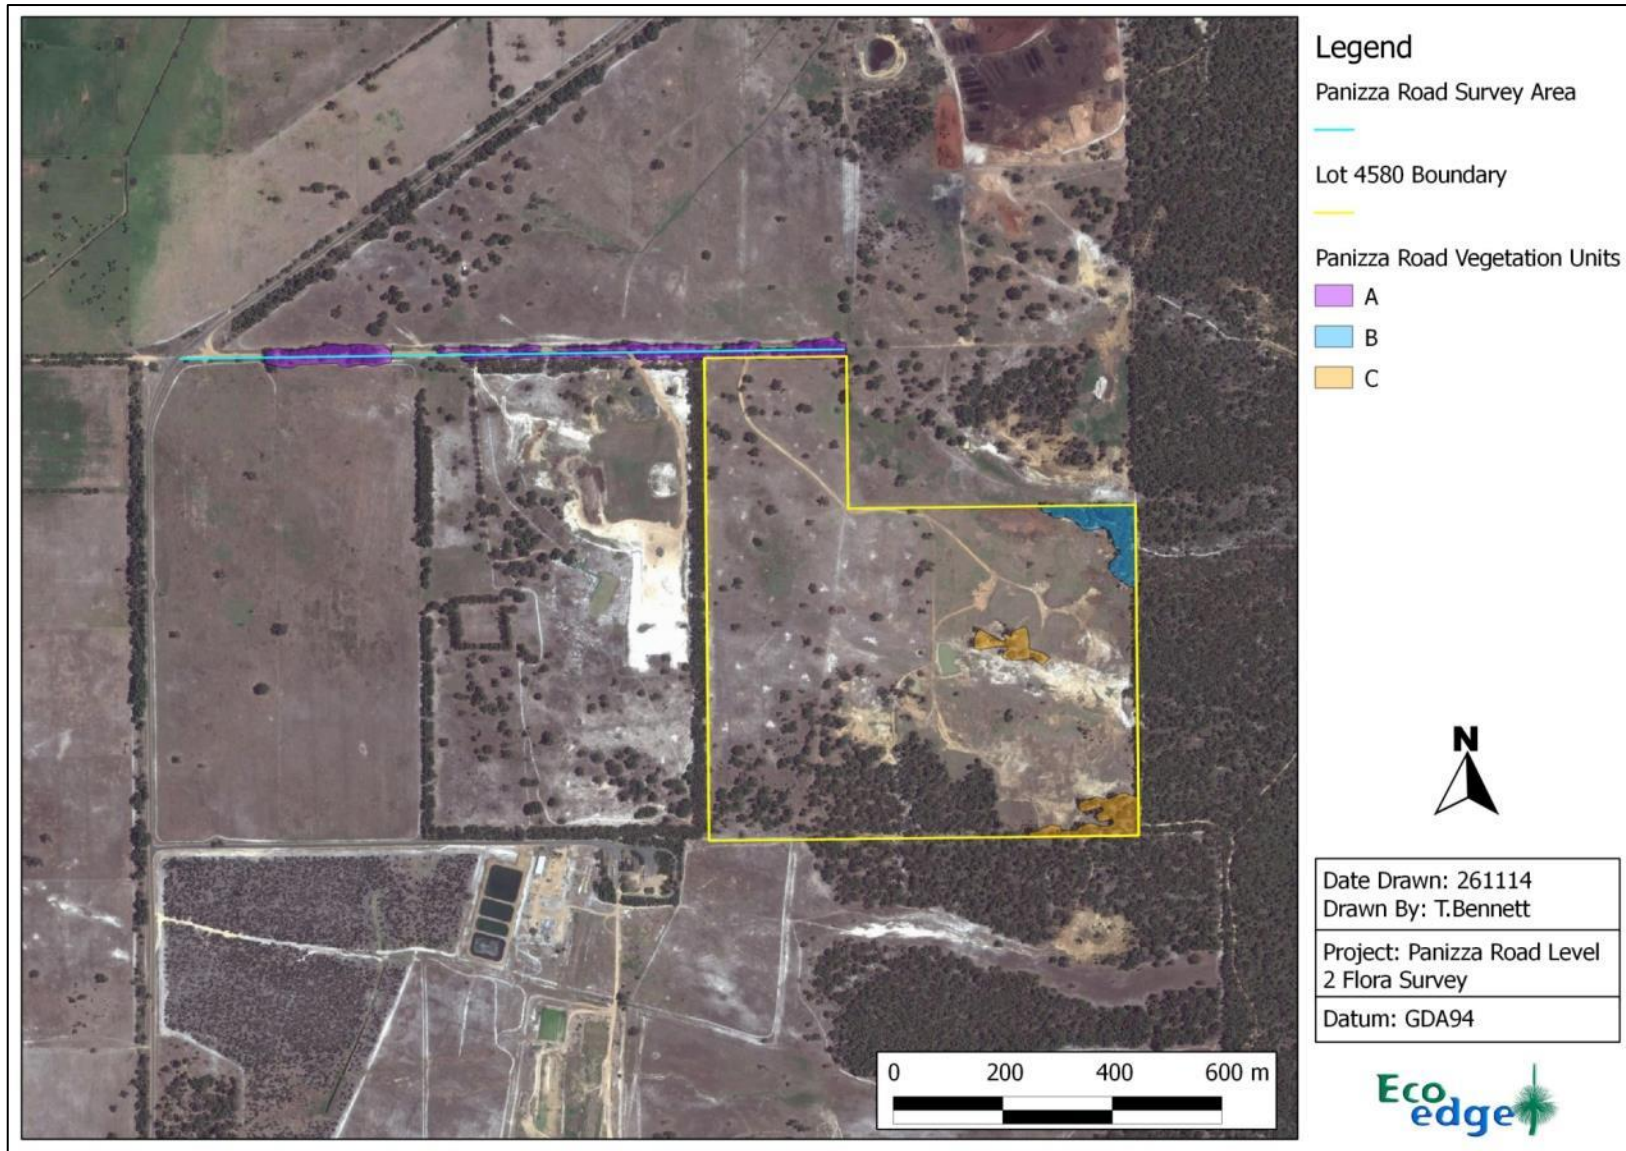 Legend
Panizza Road Survey Area
Lot 4580 Boundary
Panizza Road Vegetation Units
A
B
C
N
Date Drawn: 261114
Drawn By: T.Bennett
Project: Panizza Road Level
2 Flora Survey
Datum: GDA94
0 200 400 600 m
Eco
edge